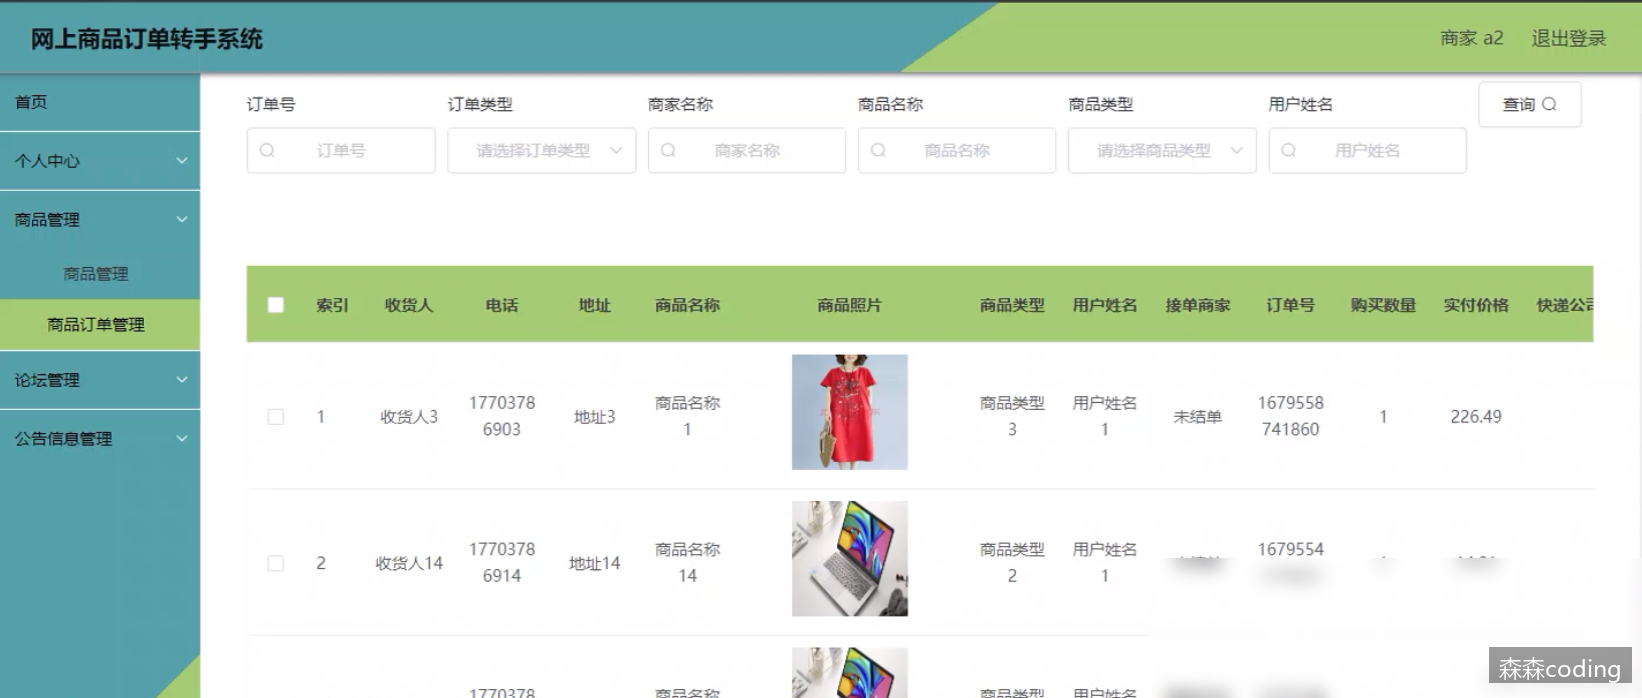 网上商品订单转手系统
商家 a2 退出登录
首页
个人中心
商品管理
商品管理
商品订单管理
论坛管理
公告信息管理
订单号 订单类型 商家名称 商品名称 商品类型 用户姓名 查询
订单号 请选择订单类型 商家名称 商品名称 请选择商品类型 用户姓名
索引 收货人 电话 地址 商品名称 商品照片 商品类型 用户姓名 接单商家 订单号 购买数量 实付价格 快递公司
1770378 商品名称 商品类型 用户姓名 1679558
1 收货人3 地址3 未结单 1 226.49
6903 1 3 1 741860
1770378 商品名称 商品类型 用户姓名 1679554
2 收货人14 地址14
6914 14 2 1
1770378 商品名称 商品类型 用户姓名
森森coding